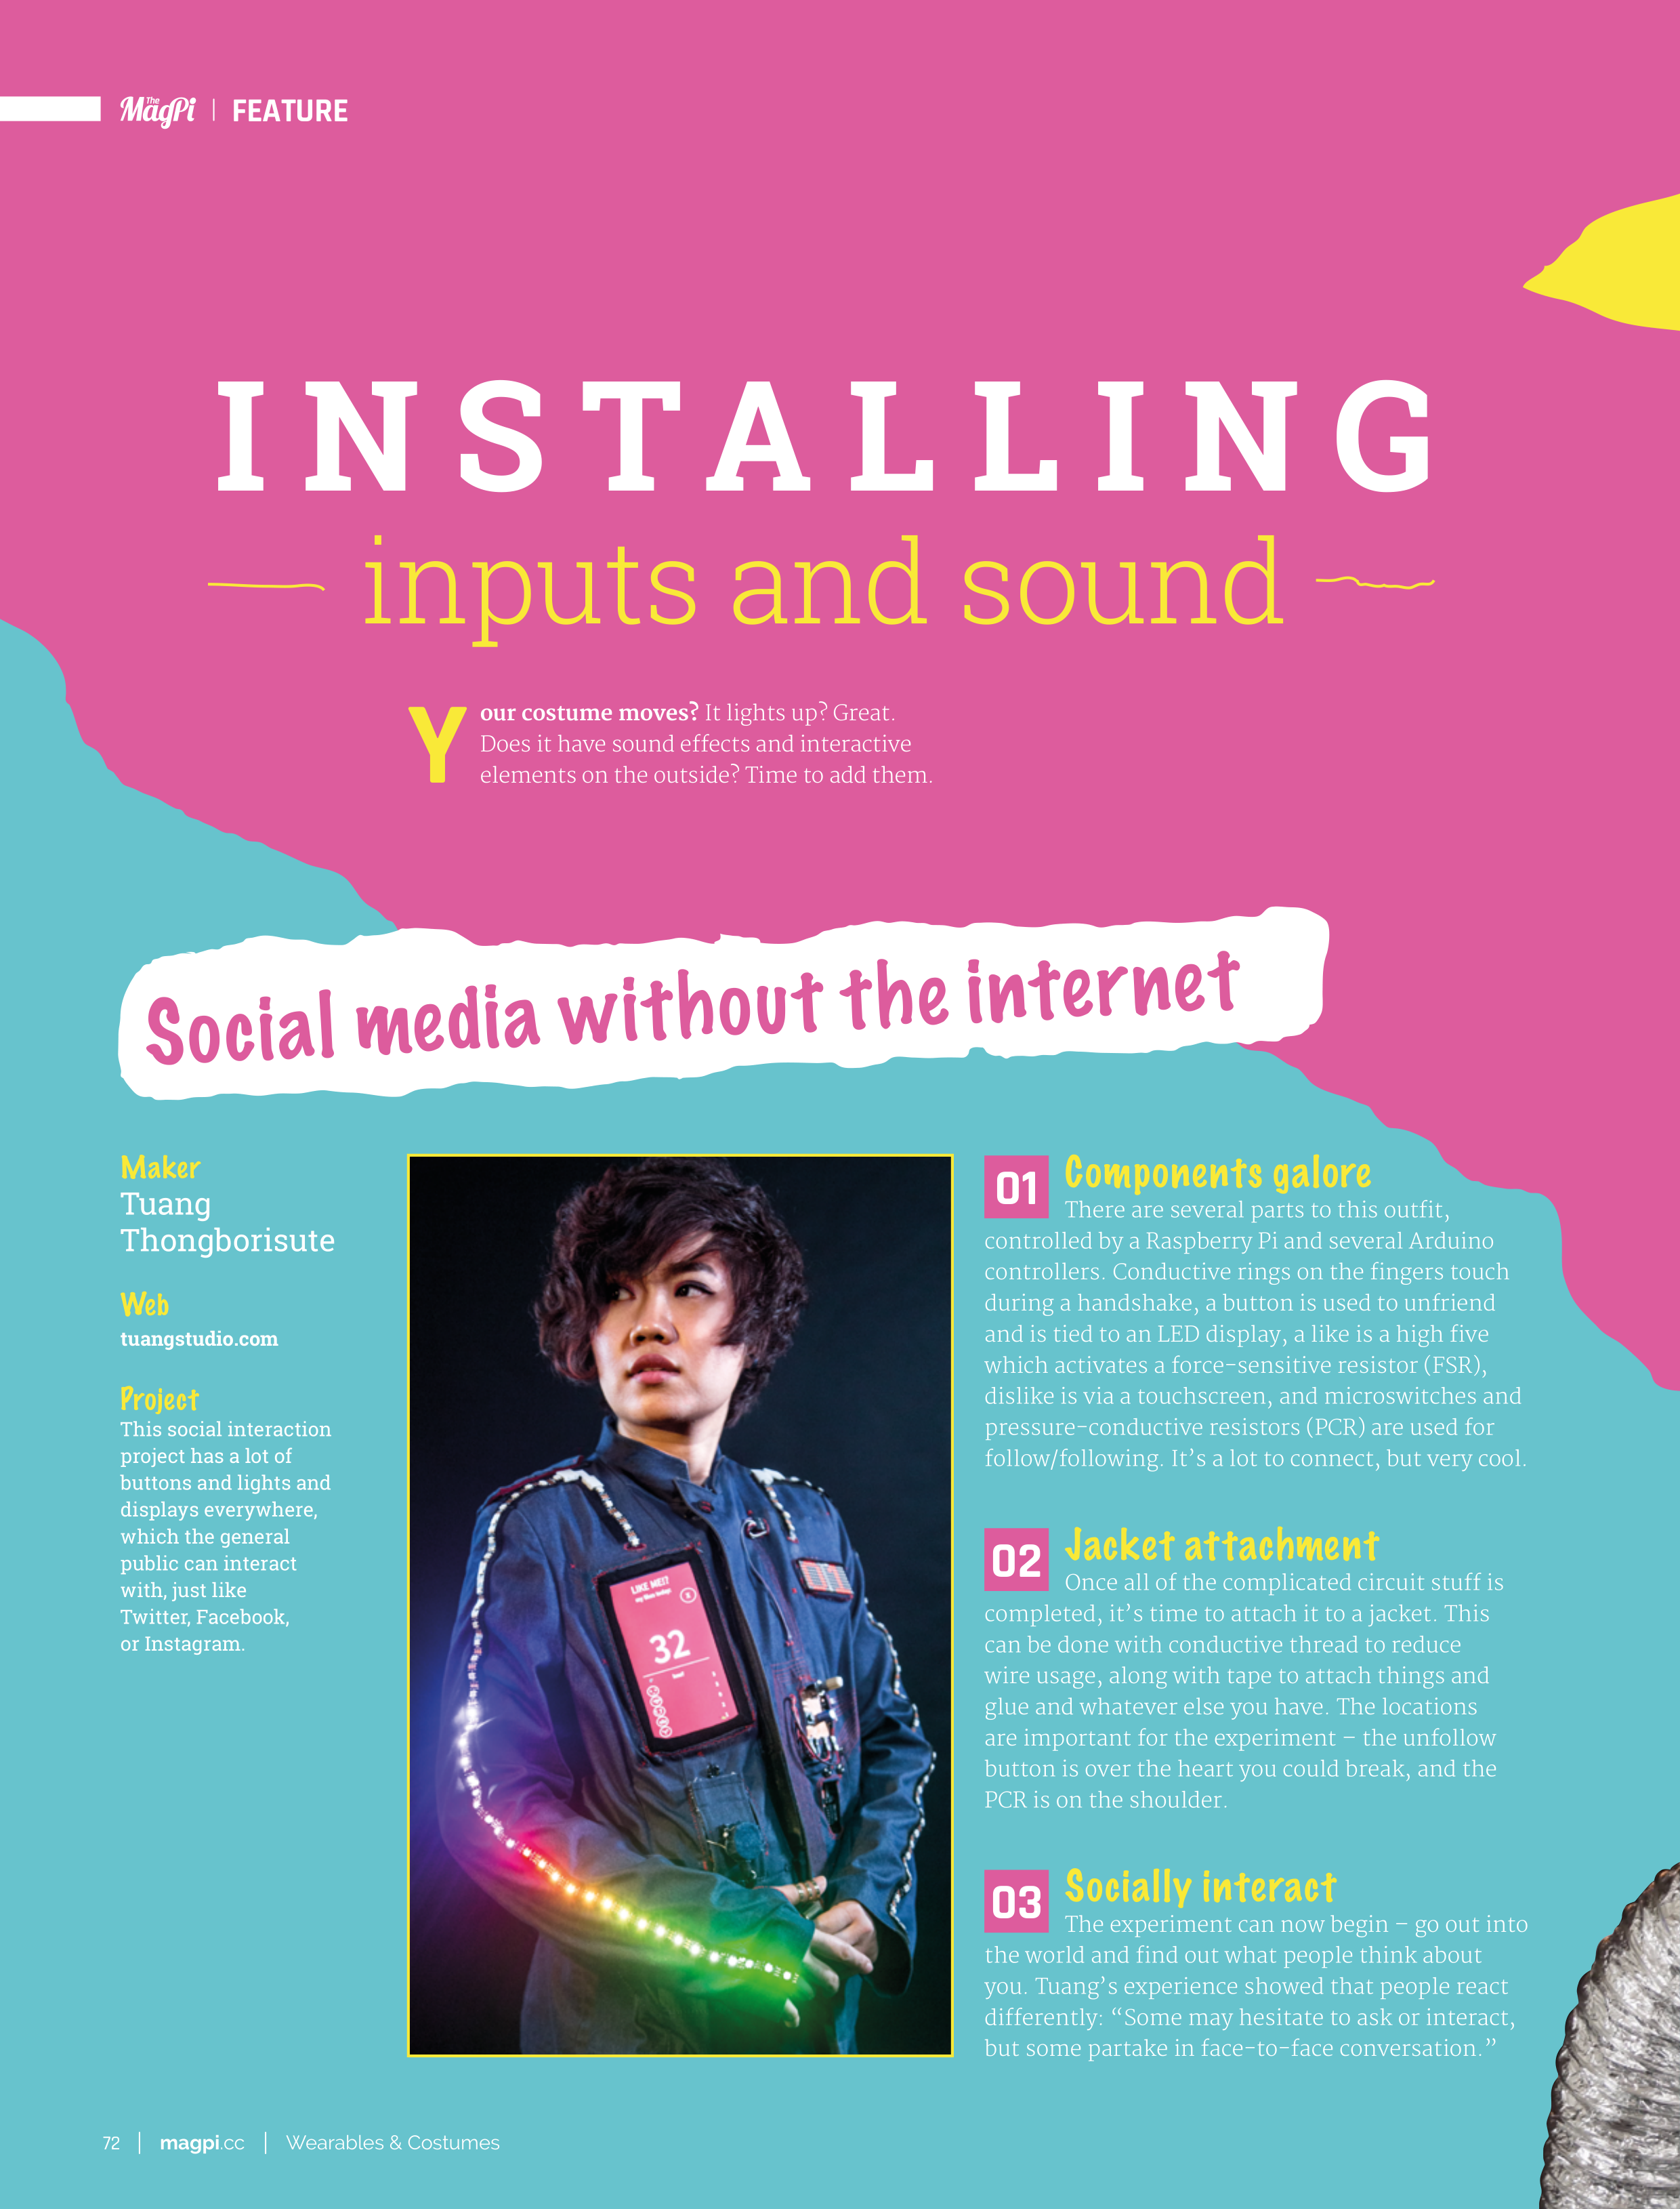 The MagPi | FEATURE
INSTALLING
inputs and sound
Your costume moves? It lights up? Great.
Does it have sound effects and interactive
elements on the outside? Time to add them.
Social media without the internet
Maker
Tuang
Thongborisute
Web
tuangstudio.com
Project
This social interaction
project has a lot of
buttons and lights and
displays everywhere,
which the general
public can interact
with, just like
Twitter, Facebook,
or Instagram.
LIKE ME!?
32
01 Components galore
There are several parts to this outfit,
controlled by a Raspberry Pi and several Arduino
controllers. Conductive rings on the fingers touch
during a handshake, a button is used to unfriend
and is tied to an LED display, a like is a high five
which activates a force-sensitive resistor (FSR),
dislike is via a touchscreen, and microswitches and
pressure-conductive resistors (PCR) are used for
follow/following. It’s a lot to connect, but very cool.
02 Jacket attachment
Once all of the complicated circuit stuff is
completed, it’s time to attach it to a jacket. This
can be done with conductive thread to reduce
wire usage, along with tape to attach things and
glue and whatever else you have. The locations
are important for the experiment – the unfollow
button is over the heart you could break, and the
PCR is on the shoulder.
03 Socially interact
The experiment can now begin – go out into
the world and find out what people think about
you. Tuang’s experience showed that people react
differently: “Some may hesitate to ask or interact,
but some partake in face-to-face conversation.”
72 | magpi.cc | Wearables & Costumes